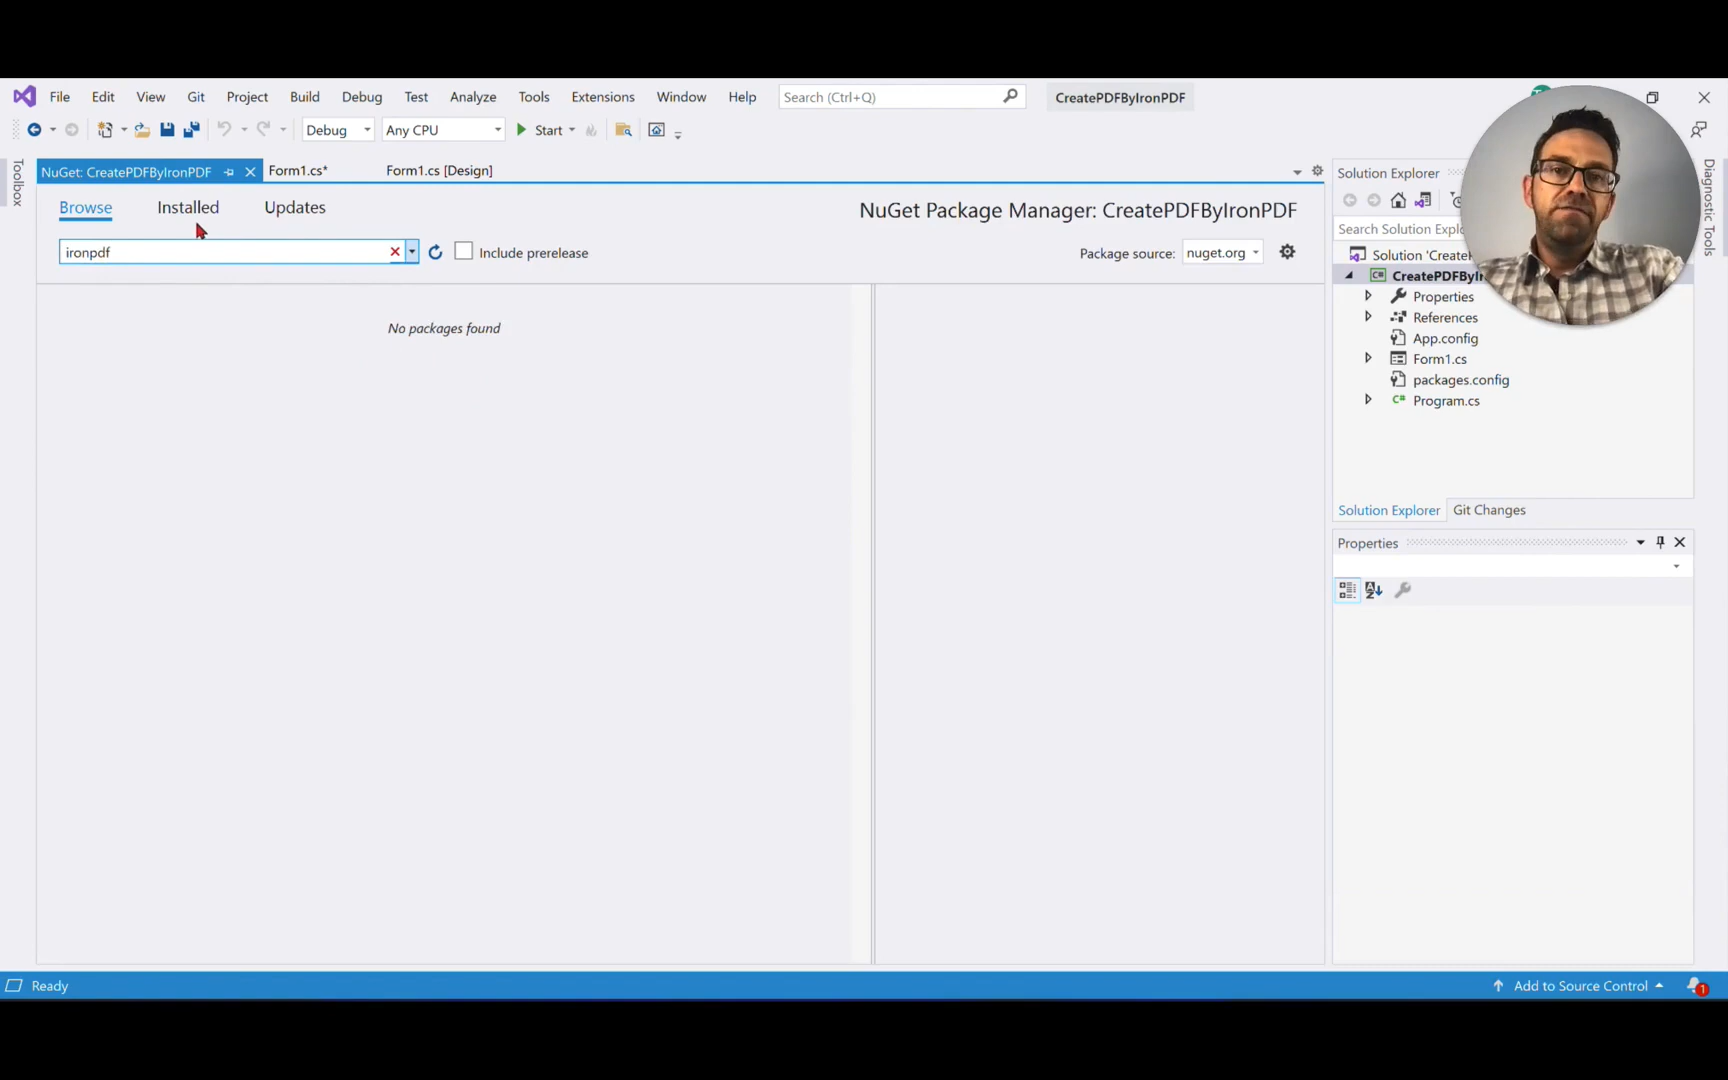 File Edit View Git Project Build Debug Test Analyze Tools Extensions Window Help Search (Ctrl+Q) CreatePDFByIronPDF
Debug Any CPU Start
Toolbox
NuGet: CreatePDFByIronPDF Form1.cs* Form1.cs [Design]
Browse Installed Updates
NuGet Package Manager: CreatePDFByIronPDF
ironpdf
Include prerelease
Package source: nuget.org
No packages found
Solution Explorer
Search Solution Expl
Solution 'Create
CreatePDFByIr
Properties
References
App.config
Form1.cs
packages.config
C# Program.cs
Solution Explorer Git Changes
Properties
Diagnostic Tools
Ready
Add to Source Control
1